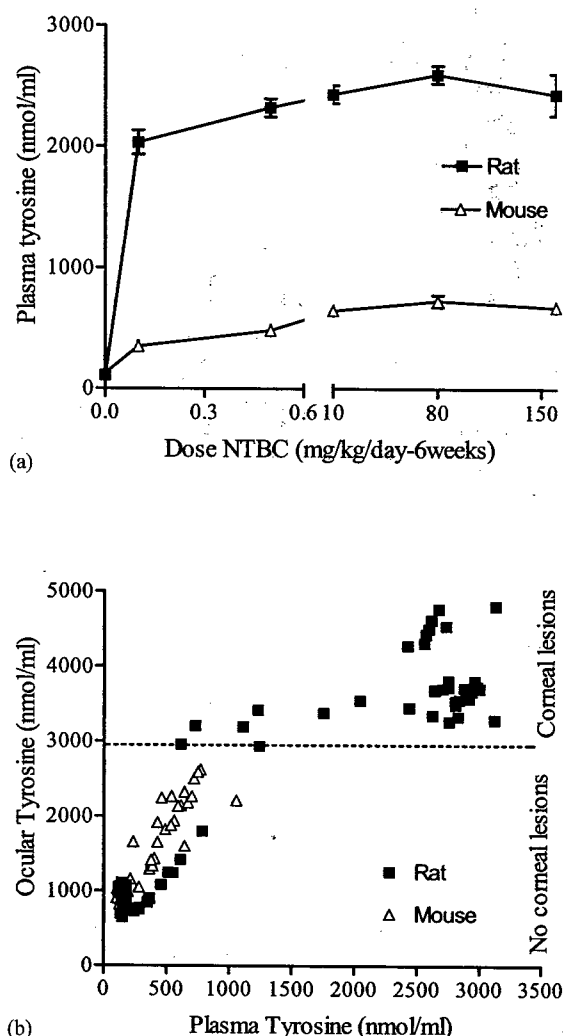 3000
2000
1000
0
Plasma tyrosine (nmol/ml)
Rat
Mouse
0.0 0.3 0.6 10 80 150
Dose NTBC (mg/kg/day-6weeks)
(a)
5000
4000
3000
2000
1000
0
Ocular Tyrosine (nmol/ml)
Corneal lesions
No corneal lesions
Rat
Mouse
0 500 1000 1500 2000 2500 3000 3500
Plasma Tyrosine (nmol/ml)
(b)